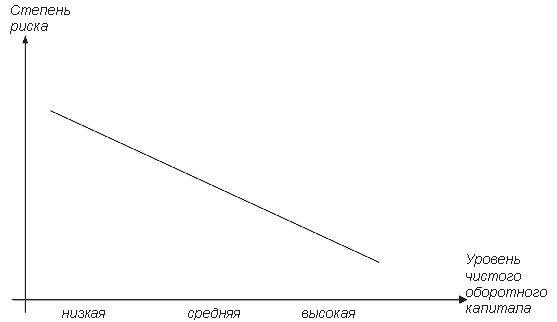 Степень
риска
Уровень
чистого
оборотного
капитала
низкая средняя высокая